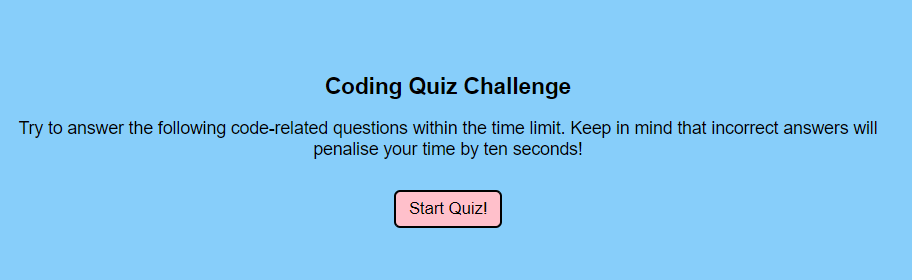 Coding Quiz Challenge
Try to answer the following code-related questions within the time limit. Keep in mind that incorrect answers will
penalise your time by ten seconds!
Start Quiz!